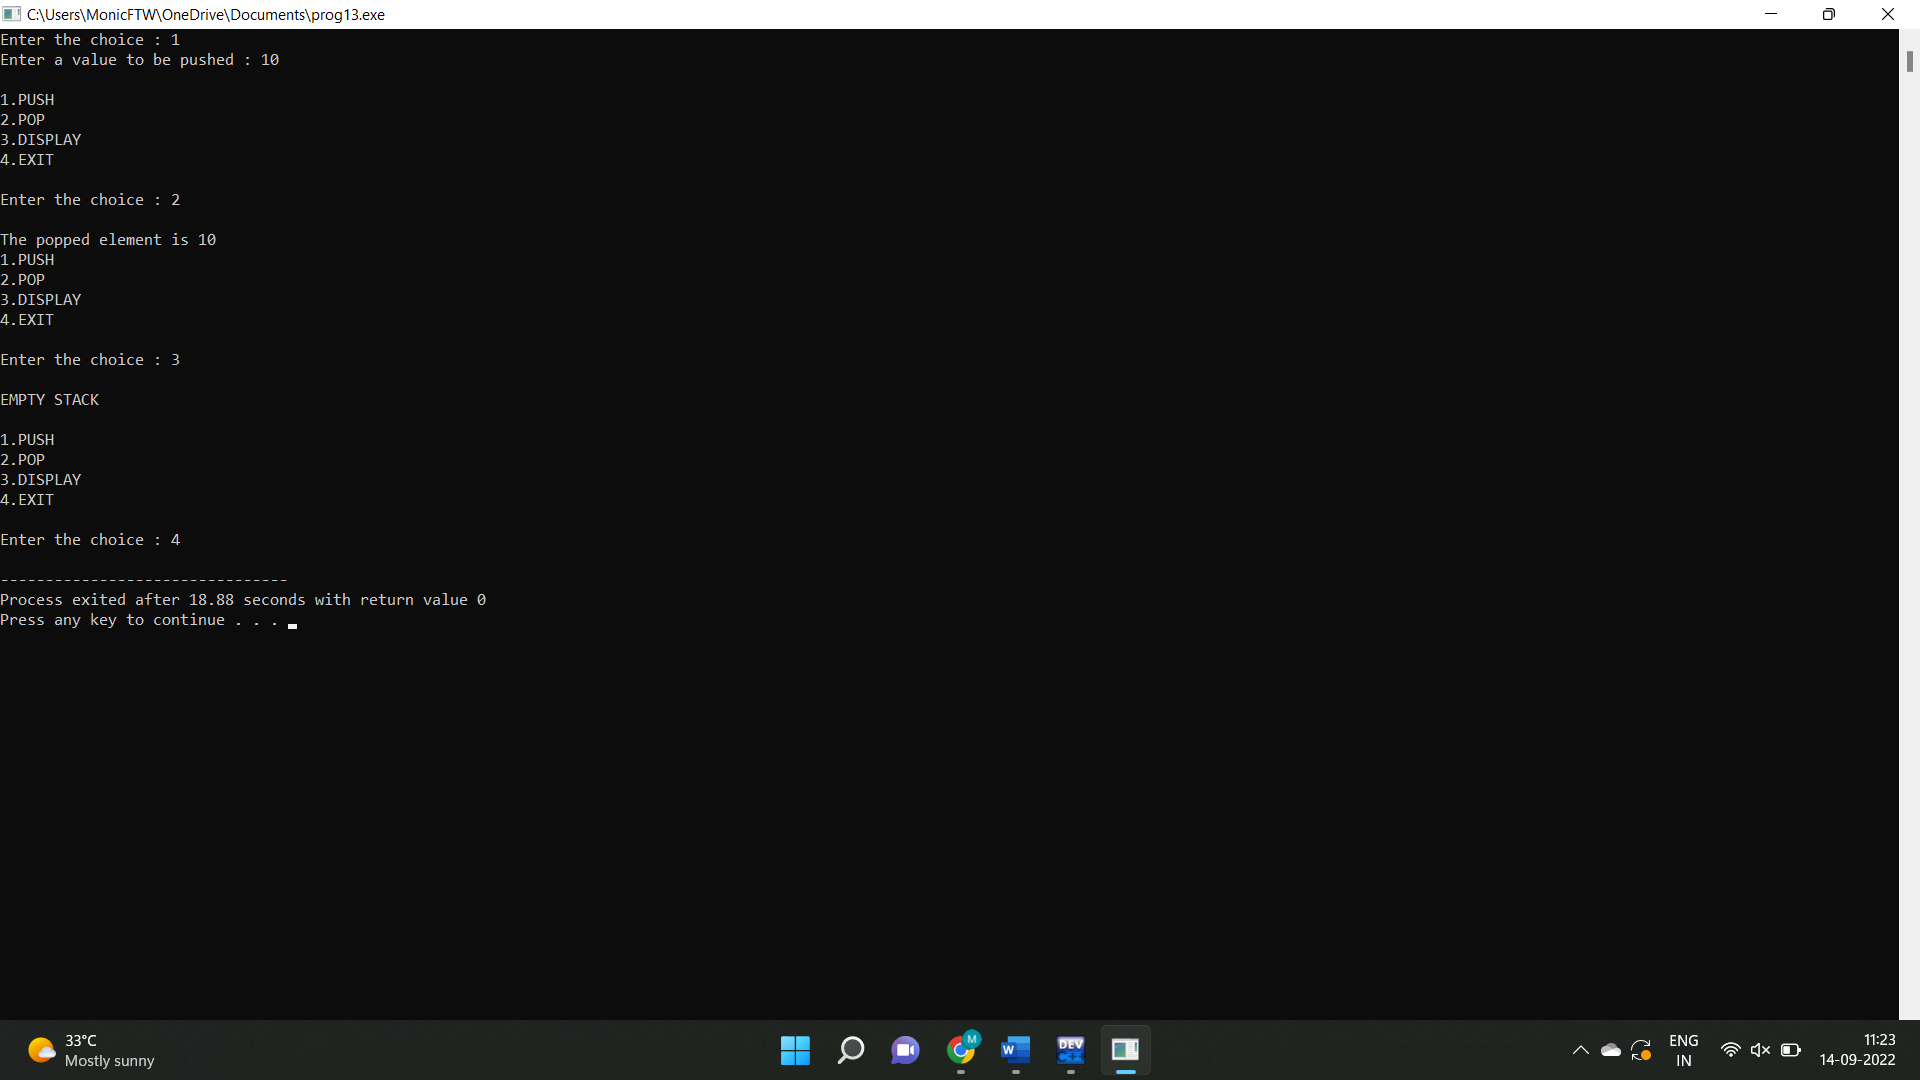 C:\Users\MonicFTW\OneDrive\Documents\prog13.exe
Enter the choice : 1
Enter a value to be pushed : 10
1.PUSH
2.POP
3.DISPLAY
4.EXIT
Enter the choice : 2
The popped element is 10
1.PUSH
2.POP
3.DISPLAY
4.EXIT
Enter the choice : 3
EMPTY STACK
1.PUSH
2.POP
3.DISPLAY
4.EXIT
Enter the choice : 4
--------------------------------
Process exited after 18.88 seconds with return value 0
Press any key to continue . . .
33°C
Mostly sunny
M
W
DEV
C++
ENG
IN
11:23
14-09-2022